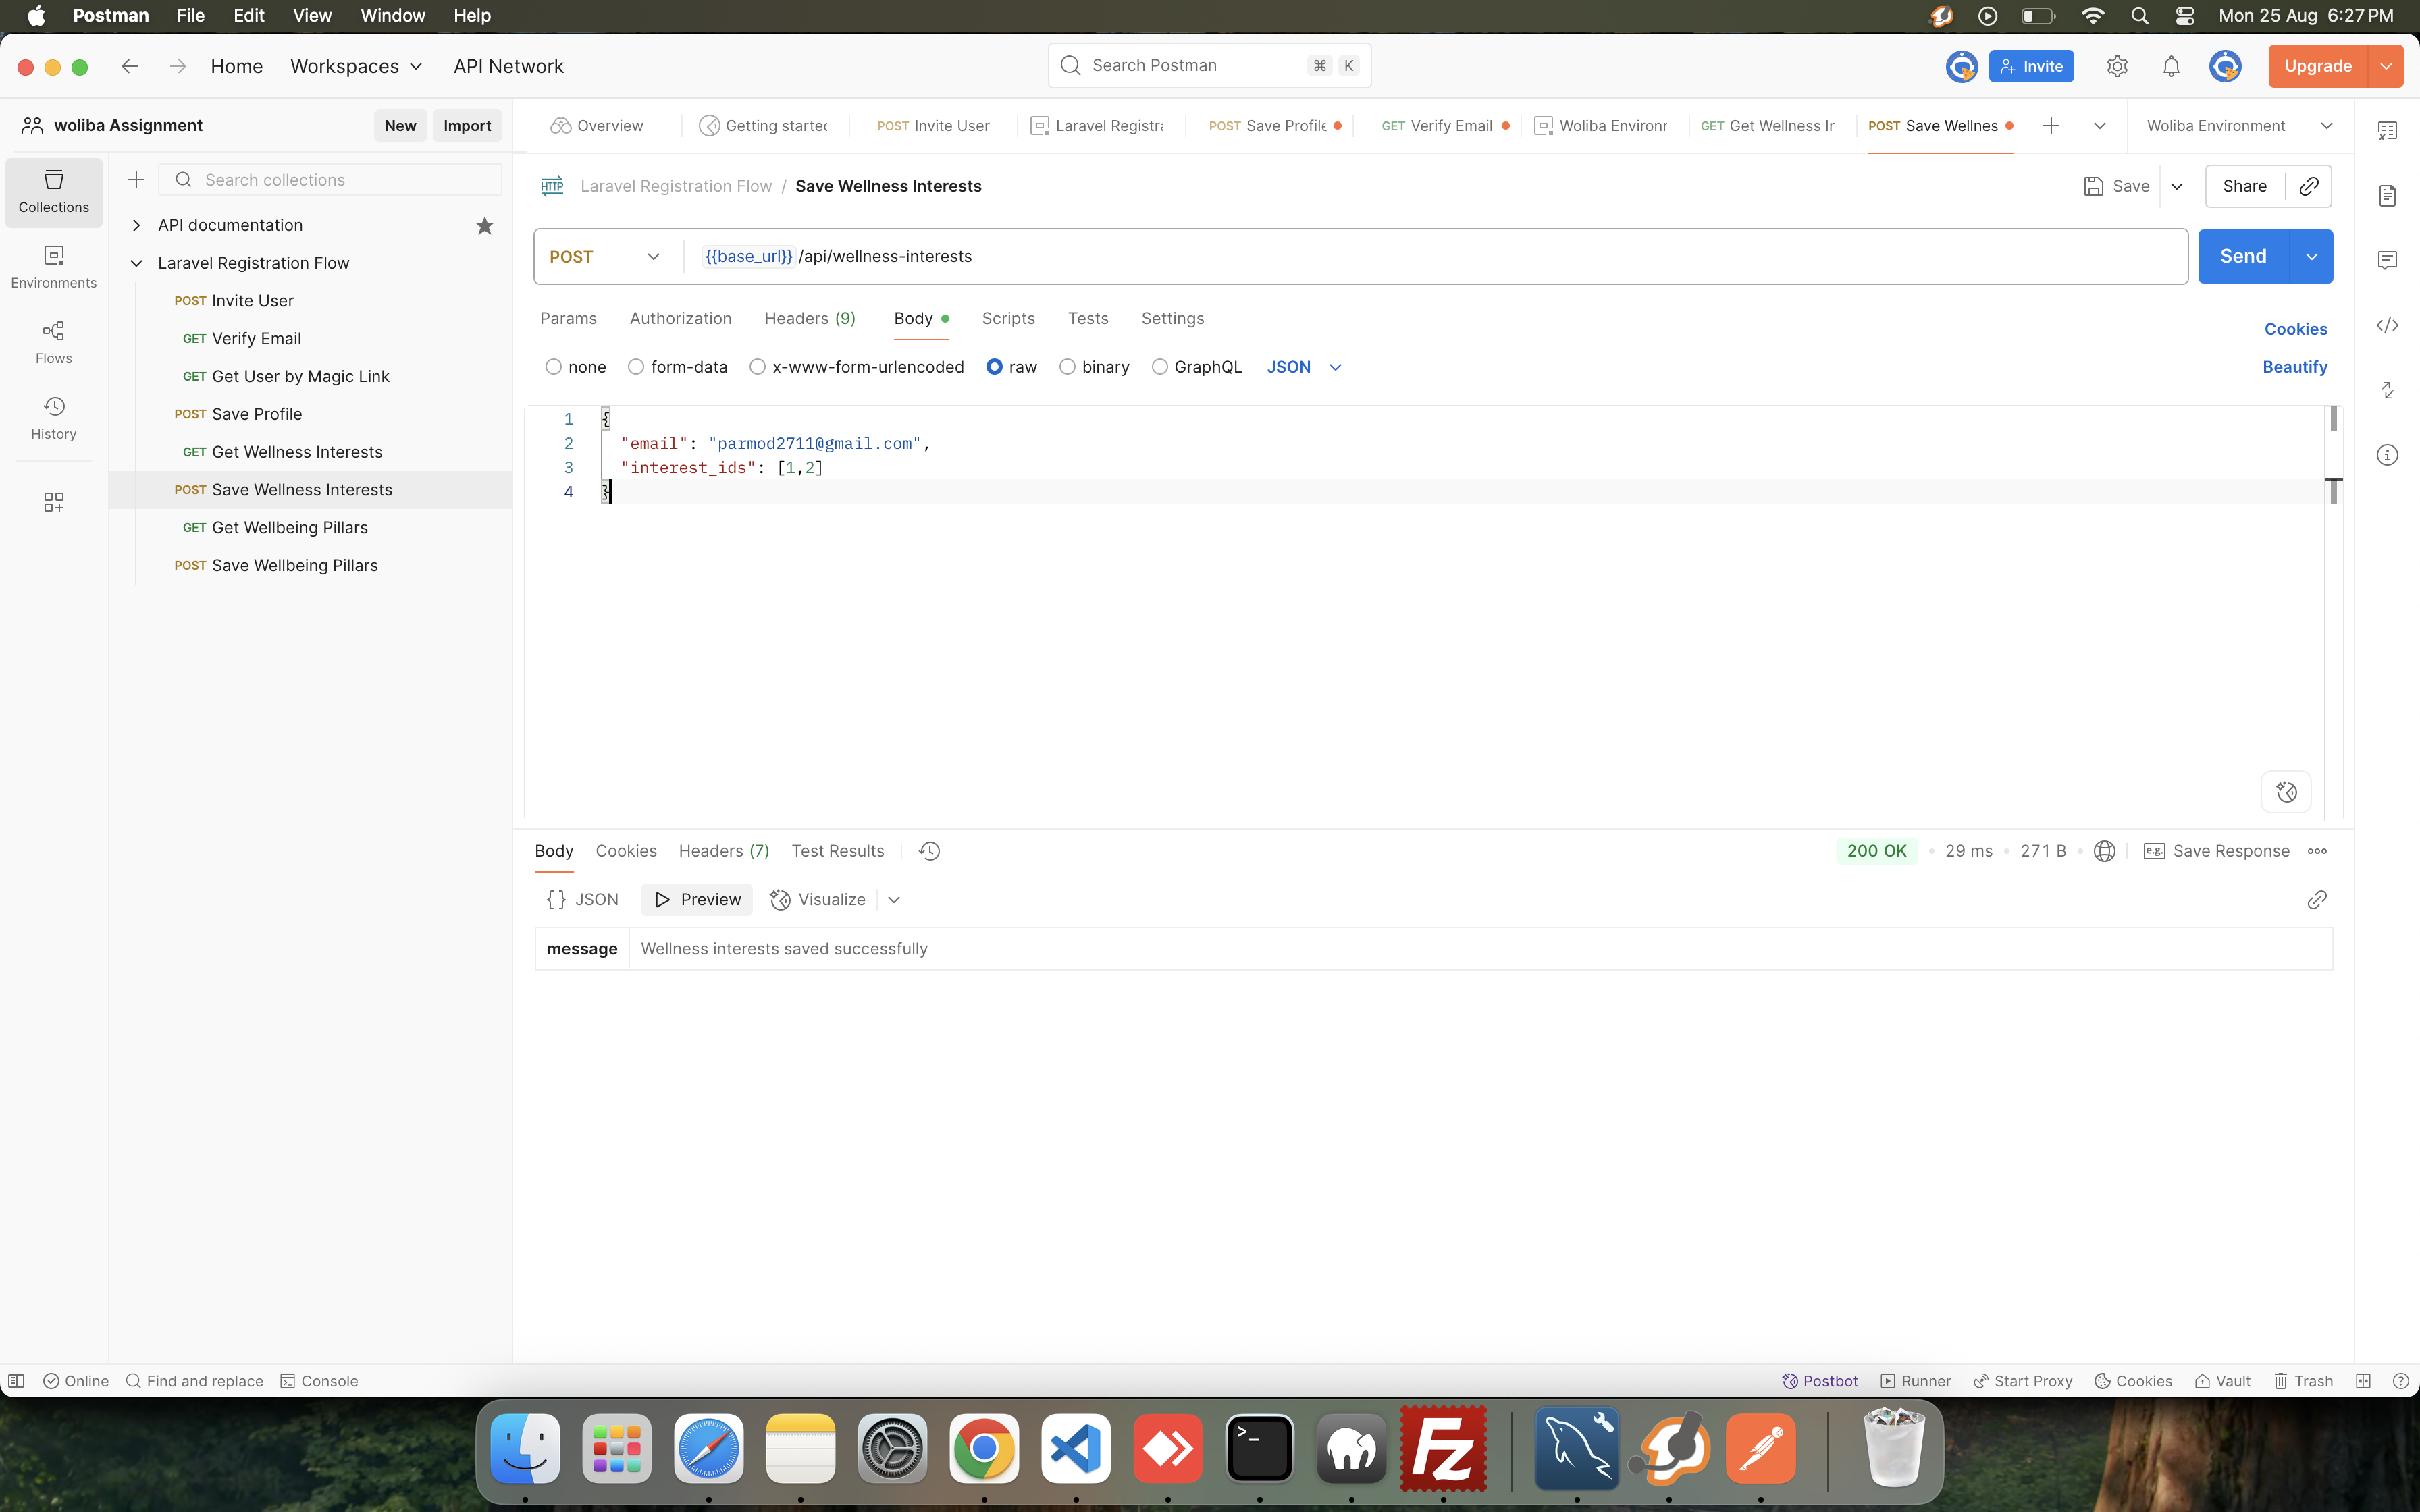 Postman File Edit View Window Help Mon 25 Aug 6:27 PM
Home Workspaces API Network Search Postman ⌘ K Invite Upgrade
woliba Assignment New Import
Overview Getting starte Invite User Laravel Registra Save Profile Verify Email Woliba Environr Get Wellness Ir Save Wellnes Woliba Environment
POST POST GET GET POST
Collections
Environments
Flows
History
Search collections
API documentation
Laravel Registration Flow
POST Invite User
GET Verify Email
GET Get User by Magic Link
POST Save Profile
GET Get Wellness Interests
POST Save Wellness Interests
GET Get Wellbeing Pillars
POST Save Wellbeing Pillars
HTTP Laravel Registration Flow / Save Wellness Interests Save Share
POST {{base_url}} /api/wellness-interests Send
Params Authorization Headers (9) Body Scripts Tests Settings Cookies
none form-data x-www-form-urlencoded raw binary GraphQL JSON Beautify
1 {
2 "email": "parmod2711@gmail.com",
3 "interest_ids": [1,2]
4 }
Body Cookies Headers (7) Test Results 200 OK 29 ms 271 B e.g. Save Response
{} JSON Preview Visualize
message Wellness interests saved successfully
Online Find and replace Console Postbot Runner Start Proxy Cookies Vault Trash
>_ Fz